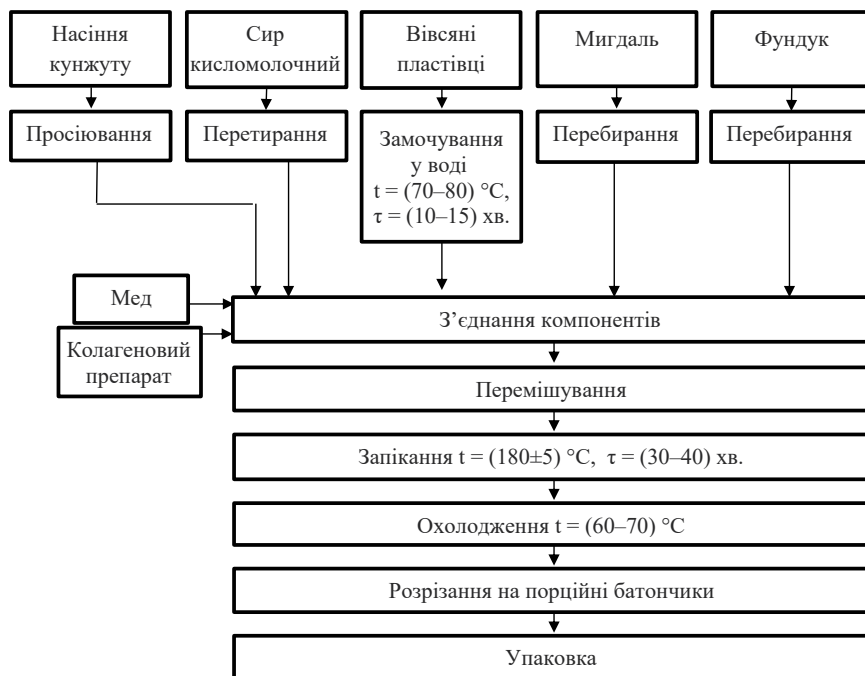 Насіння
кунжуту
Сир
кисломолочний
Вівсяні
пластівці
Мигдаль
Фундук
Просіювання
Перетирання
Замочування
у воді
t = (70–80) °C,
τ = (10–15) хв.
Перебирання
Перебирання
Мед
Колагеновий
препарат
З’єднання компонентів
Перемішування
Запікання t = (180±5) °C, τ = (30–40) хв.
Охолодження t = (60–70) °C
Розрізання на порційні батончики
Упаковка